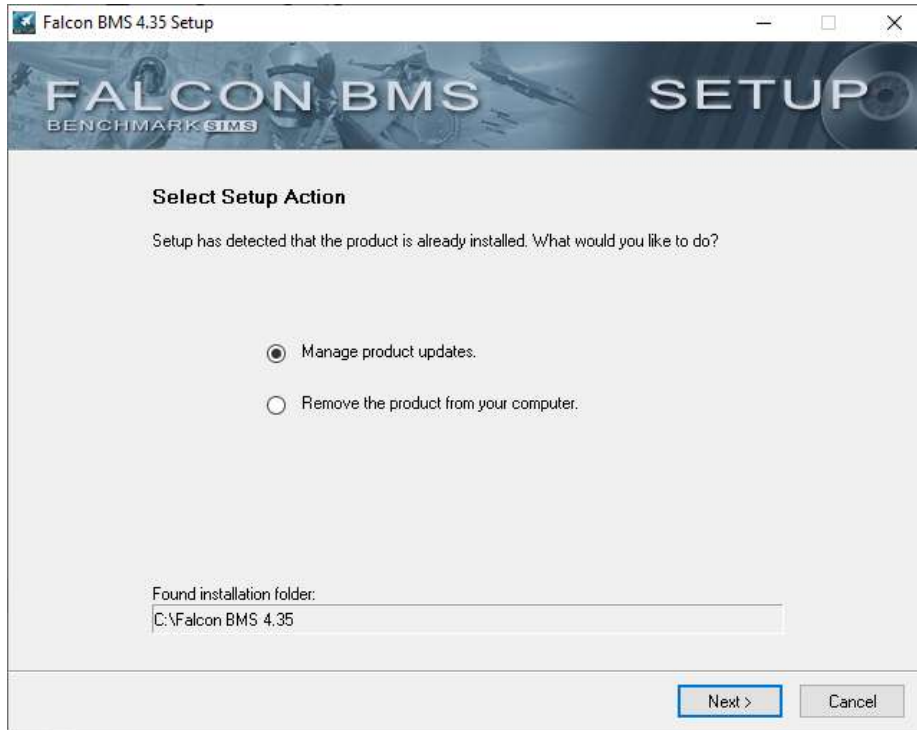 Falcon BMS 4.35 Setup
FALCON BMS
SETUP
BENCHMARK SIMS
Select Setup Action
Setup has detected that the product is already installed. What would you like to do?
Manage product updates.
Remove the product from your computer.
Found installation folder:
C:\Falcon BMS 4.35
Next >
Cancel